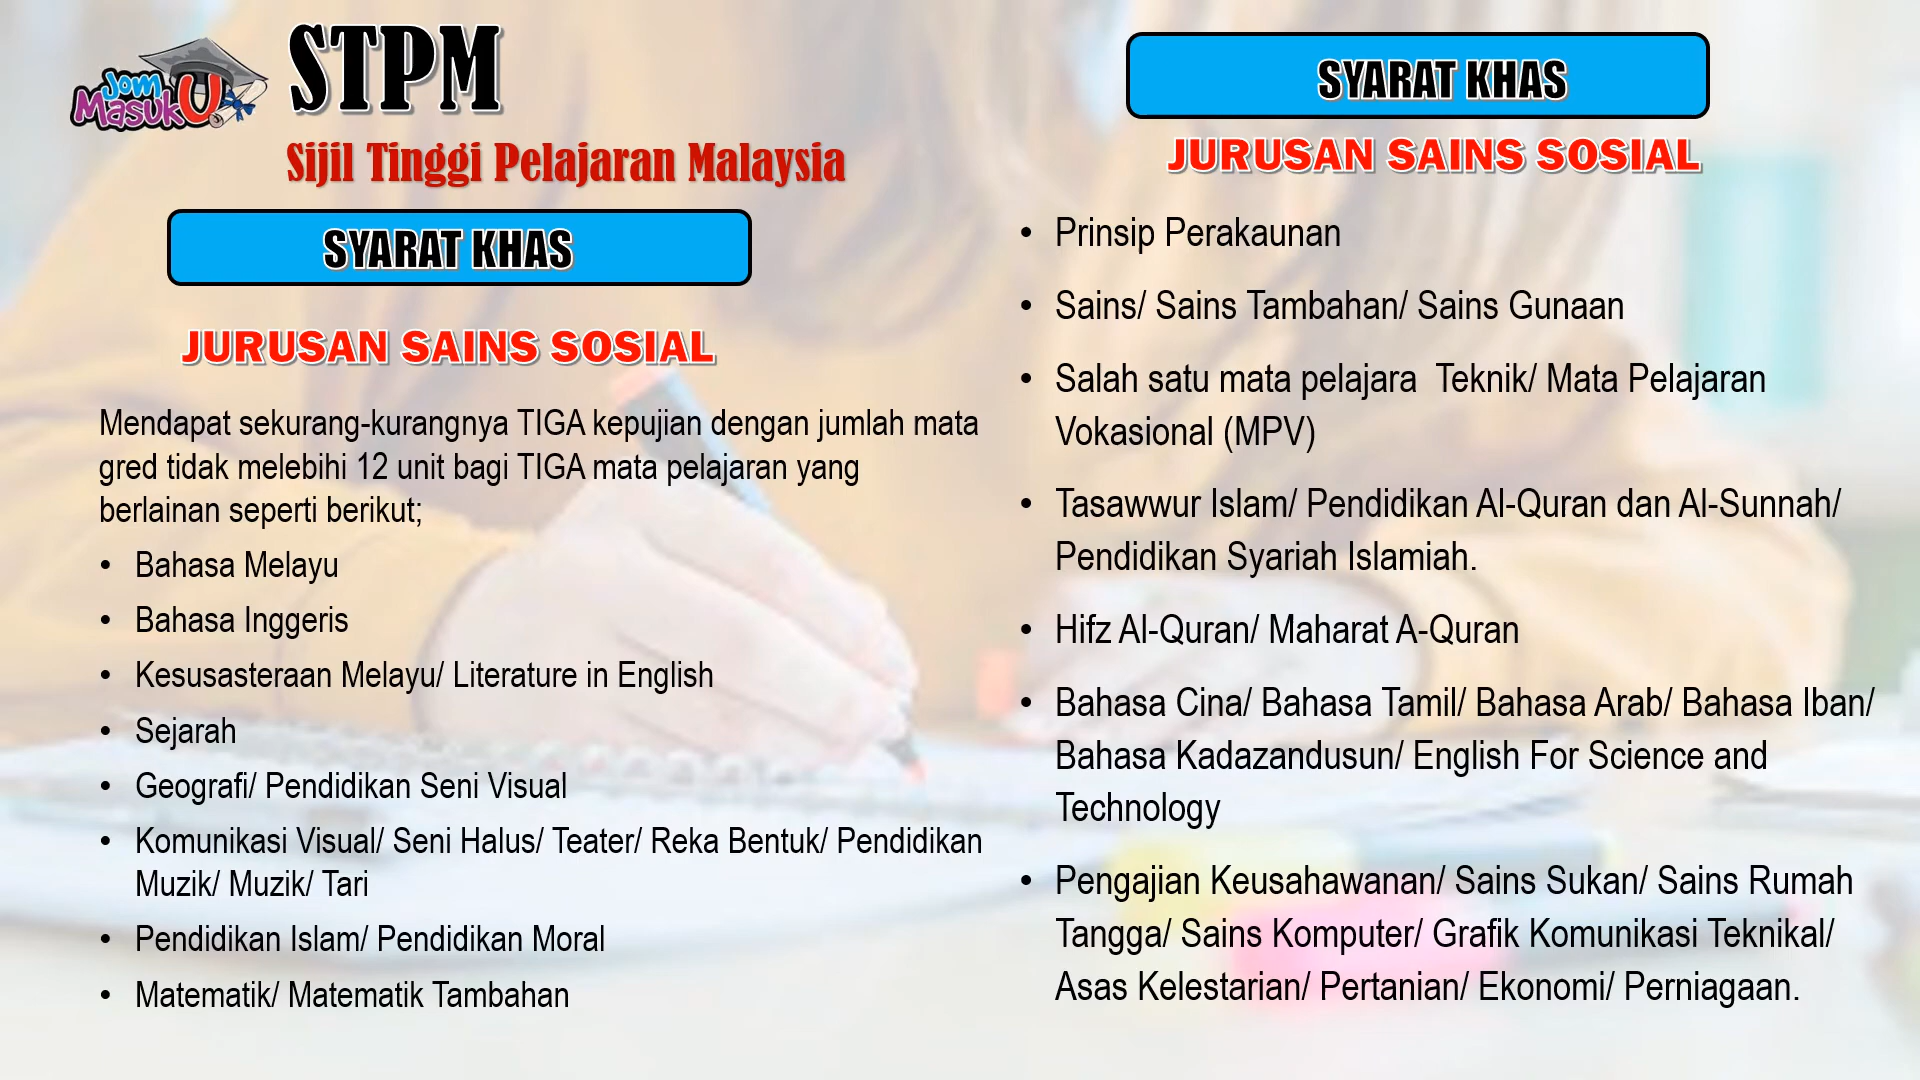 Jom
MasukU
STPM
Sijil Tinggi Pelajaran Malaysia
SYARAT KHAS
JURUSAN SAINS SOSIAL
Mendapat sekurang-kurangnya TIGA kepujian dengan jumlah mata
gred tidak melebihi 12 unit bagi TIGA mata pelajaran yang
berlainan seperti berikut;
• Bahasa Melayu
• Bahasa Inggeris
• Kesusasteraan Melayu/ Literature in English
• Sejarah
• Geografi/ Pendidikan Seni Visual
• Komunikasi Visual/ Seni Halus/ Teater/ Reka Bentuk/ Pendidikan
Muzik/ Muzik/ Tari
• Pendidikan Islam/ Pendidikan Moral
• Matematik/ Matematik Tambahan
SYARAT KHAS
JURUSAN SAINS SOSIAL
• Prinsip Perakaunan
• Sains/ Sains Tambahan/ Sains Gunaan
• Salah satu mata pelajara  Teknik/ Mata Pelajaran
Vokasional (MPV)
• Tasawwur Islam/ Pendidikan Al-Quran dan Al-Sunnah/
Pendidikan Syariah Islamiah.
• Hifz Al-Quran/ Maharat A-Quran
• Bahasa Cina/ Bahasa Tamil/ Bahasa Arab/ Bahasa Iban/
Bahasa Kadazandusun/ English For Science and
Technology
• Pengajian Keusahawanan/ Sains Sukan/ Sains Rumah
Tangga/ Sains Komputer/ Grafik Komunikasi Teknikal/
Asas Kelestarian/ Pertanian/ Ekonomi/ Perniagaan.